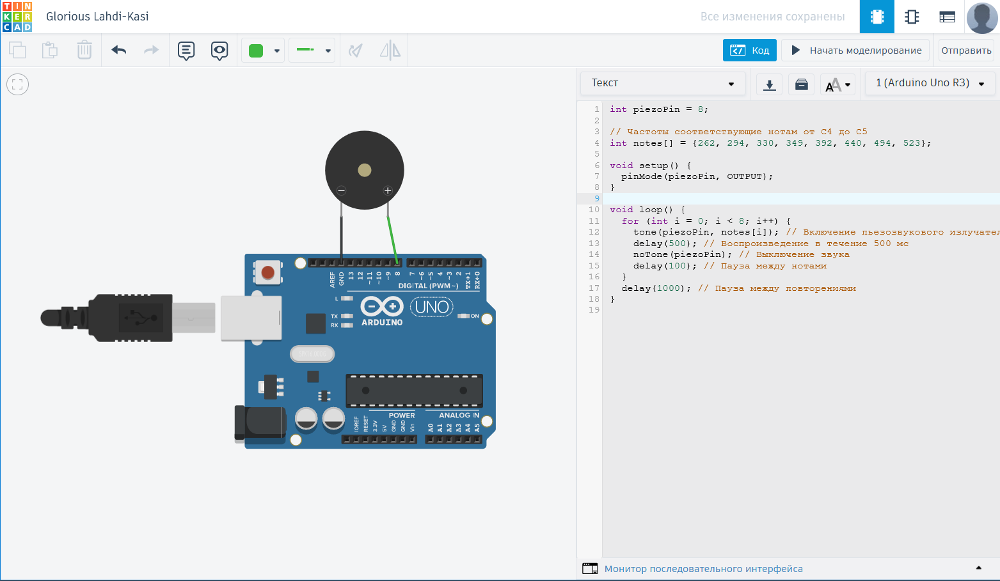 TIN
KER
CAD
Glorious Lahdi-Kasi
Все изменения сохранены
Код
Начать моделирование
Отправить
Текст
1 (Arduino Uno R3)
1 int piezoPin = 8;
2
3 // Частоты соответствующие нотам от C4 до C5
4 int notes[] = {262, 294, 330, 349, 392, 440, 494, 523};
5
6 void setup() {
7 pinMode(piezoPin, OUTPUT);
8 }
9
10 void loop() {
11 for (int i = 0; i < 8; i++) {
12 tone(piezoPin, notes[i]); // Включение пьезозвукового излучател
13 delay(500); // Воспроизведение в течение 500 мс
14 noTone(piezoPin); // Выключение звука
15 delay(100); // Пауза между нотами
16 }
17 delay(1000); // Пауза между повторениями
18 }
19
AREF
GND
13
12
~11
~10
~9
8
7
~6
~5
4
~3
2
TX→1
RX←0
DIGITAL (PWM~)
L
TX
RX
ARDUINO
UNO
ON
POWER
ANALOG IN
IOREF
RESET
3.3V
5V
GND
GND
Vin
A0
A1
A2
A3
A4
A5
Монитор последовательного интерфейса